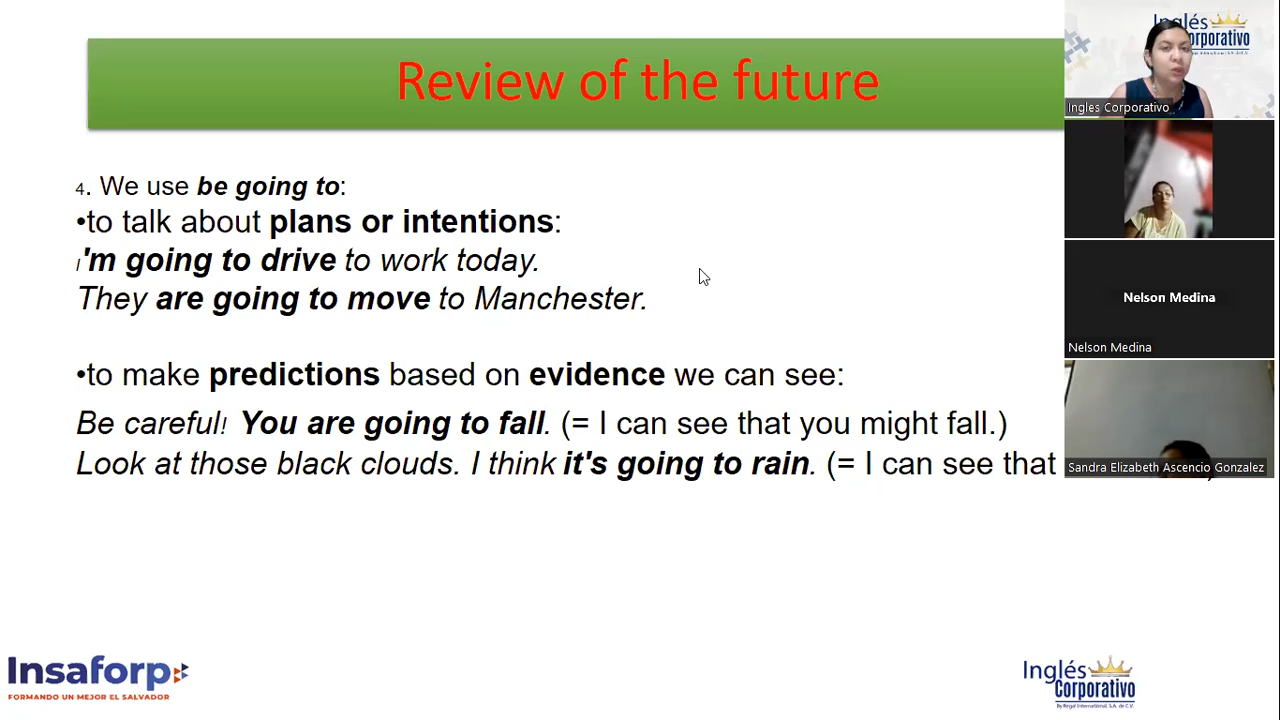 Review of the future
4. We use be going to:
•to talk about plans or intentions:
I'm going to drive to work today.
They are going to move to Manchester.
•to make predictions based on evidence we can see:
Be careful! You are going to fall. (= I can see that you might fall.)
Look at those black clouds. I think it's going to rain. (= I can see that
Insaforp
FORMANDO UN MEJOR EL SALVADOR
Inglés
Corporativo
By Regal International, S.A. de C.V.
Inglés
Corporativo
Ingles Corporativo
Nelson Medina
Nelson Medina
Sandra Elizabeth Ascencio Gonzalez